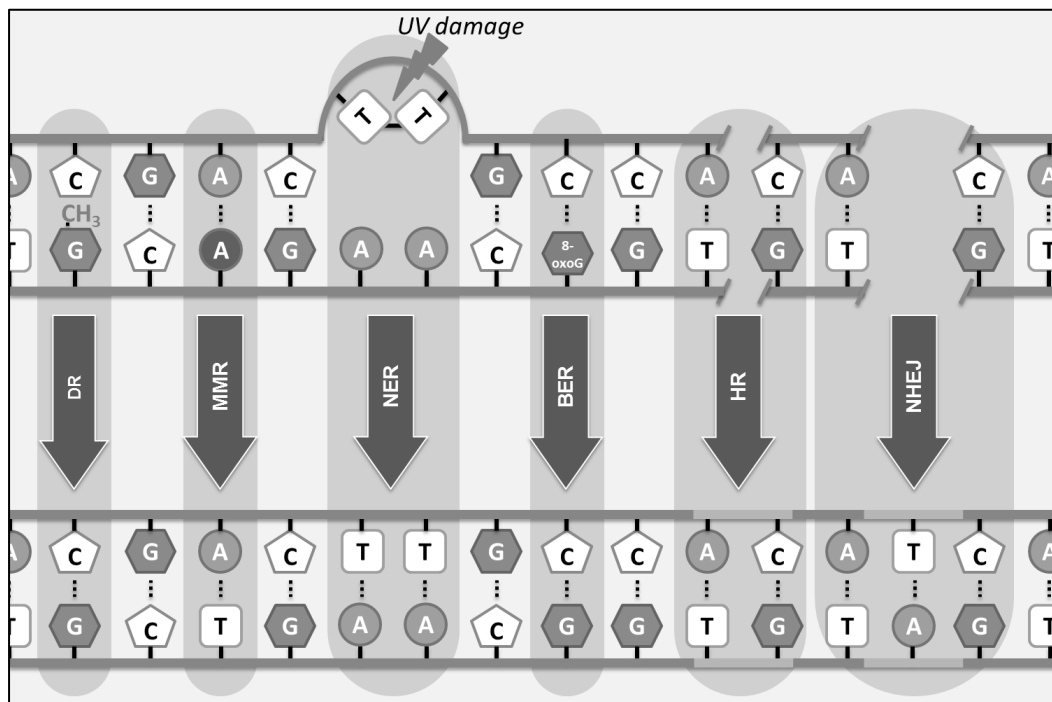 UV damage
T T
A C G A C G C C A C A C A
CH3
T G C A G A A C 8-oxoG G T G T G T
DR MMR NER BER HR NHEJ
A C G A C T T G C C A C A T C A
T G C T G A A C G G T G T A G T